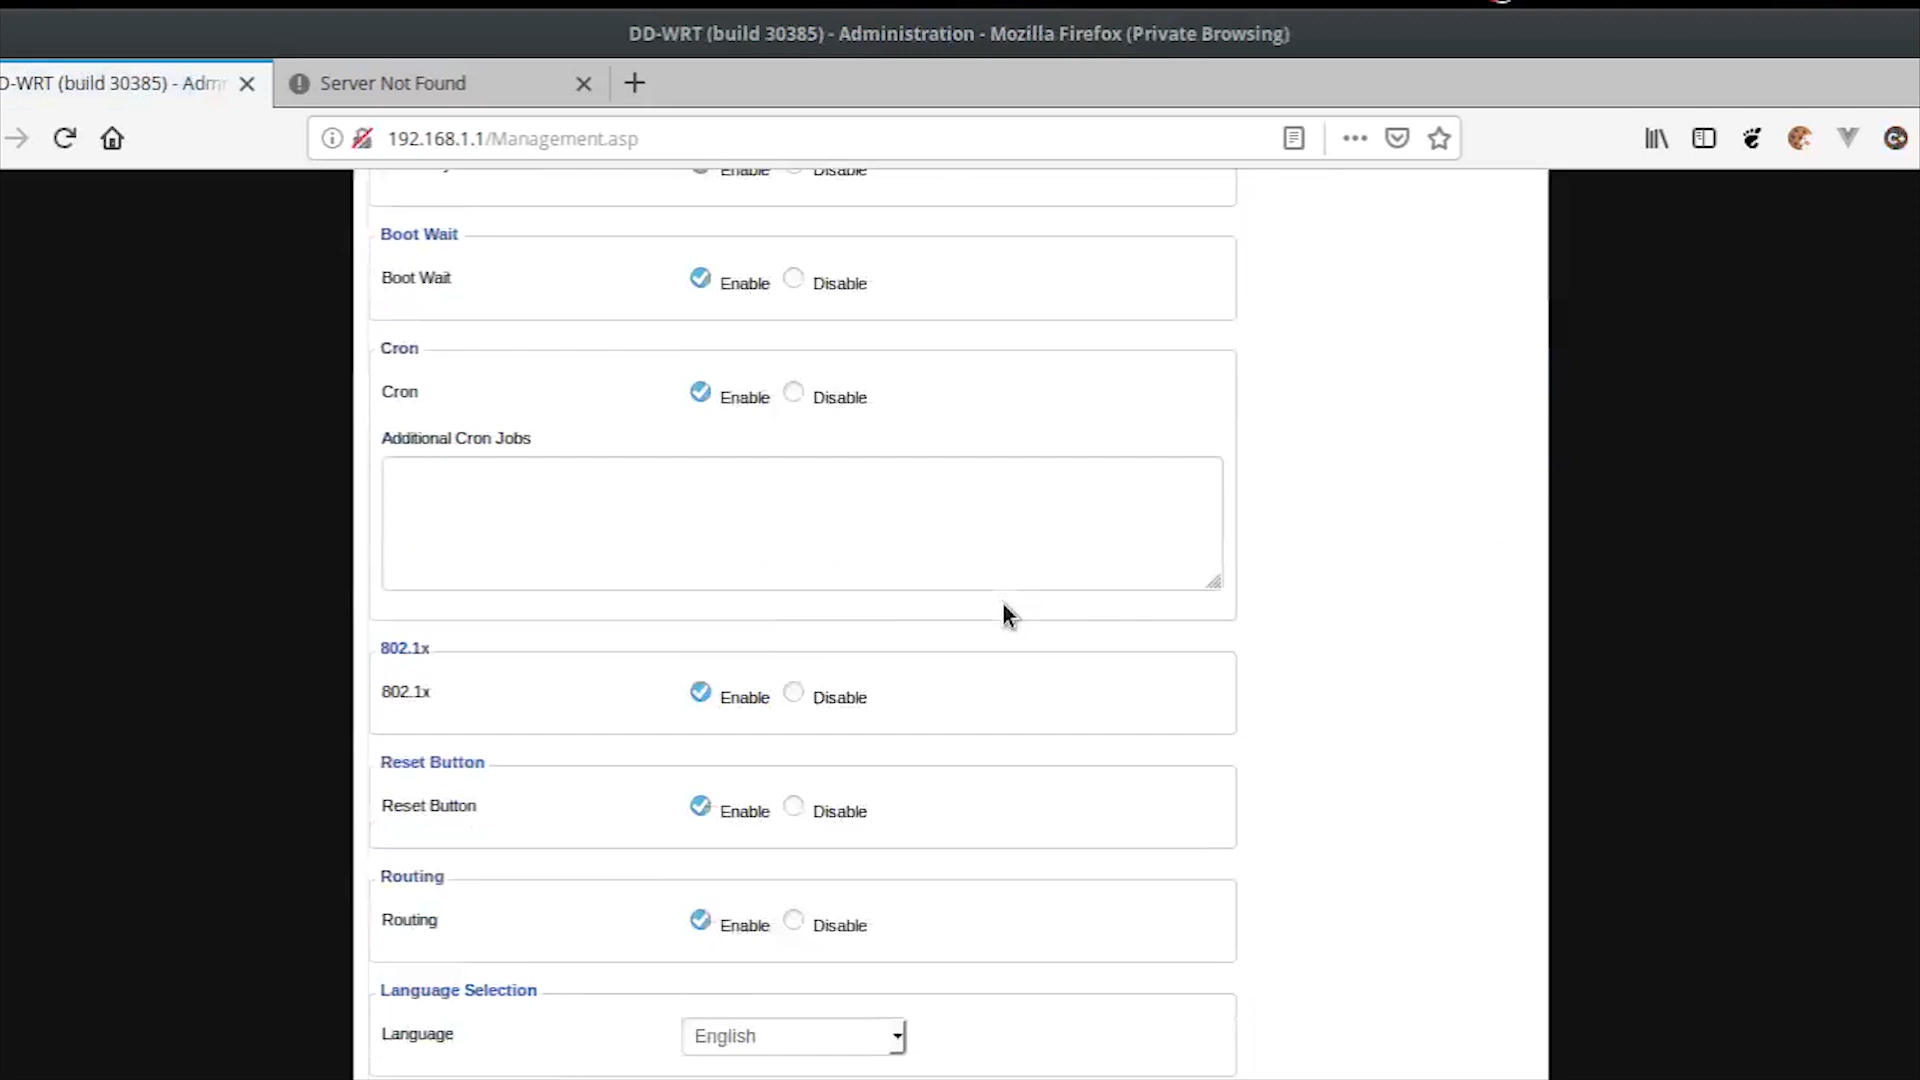 DD-WRT (build 30385) - Administration - Mozilla Firefox (Private Browsing)
D-WRT (build 30385) - Adm
Server Not Found
192.168.1.1/Management.asp
Enable Disable
Boot Wait
Boot Wait Enable Disable
Cron
Cron Enable Disable
Additional Cron Jobs
802.1x
802.1x Enable Disable
Reset Button
Reset Button Enable Disable
Routing
Routing Enable Disable
Language Selection
Language English